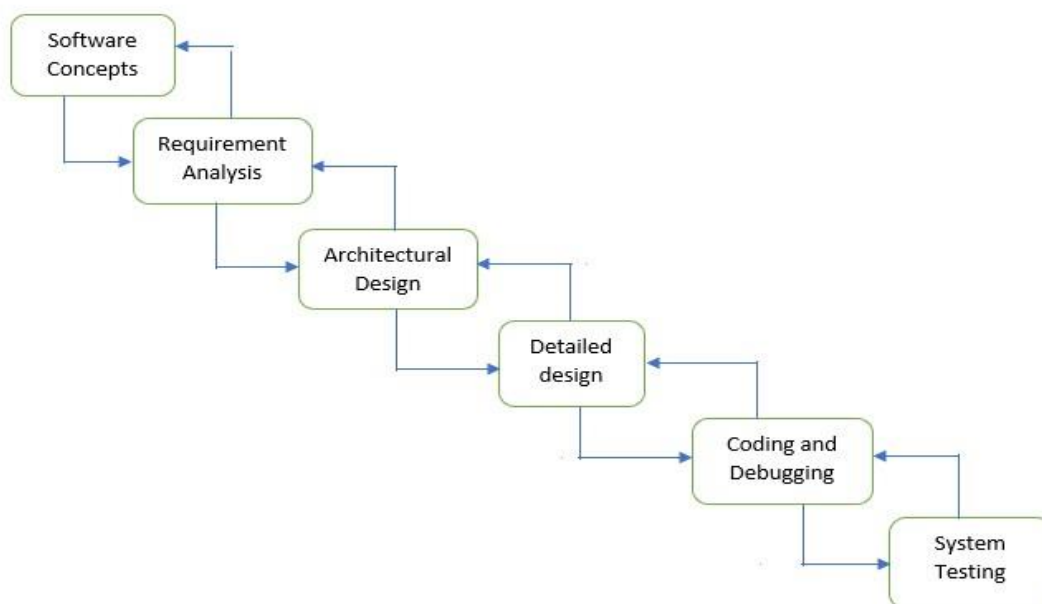 Software
Concepts
Requirement
Analysis
Architectural
Design
Detailed
design
Coding and
Debugging
System
Testing